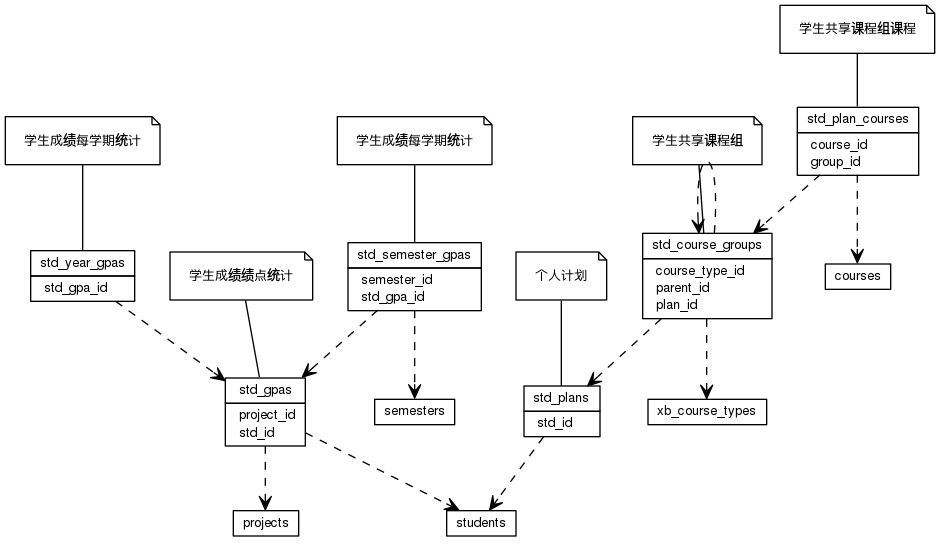 学生共享课程组课程
std_plan_courses
course_id
group_id
学生成绩每学期统计
学生成绩每学期统计
学生共享课程组
std_year_gpas
std_gpa_id
学生成绩绩点统计
std_semester_gpas
semester_id
std_gpa_id
个人计划
std_course_groups
course_type_id
parent_id
plan_id
courses
std_gpas
project_id
std_id
semesters
std_plans
std_id
xb_course_types
projects
students